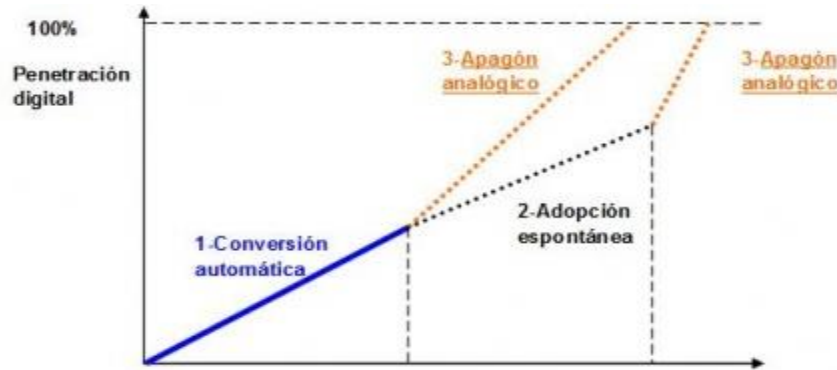 100%
Penetración
digital
3-Apagón
analógico
3-Apagón
analógico
2-Adopción
espontánea
1-Conversión
automática